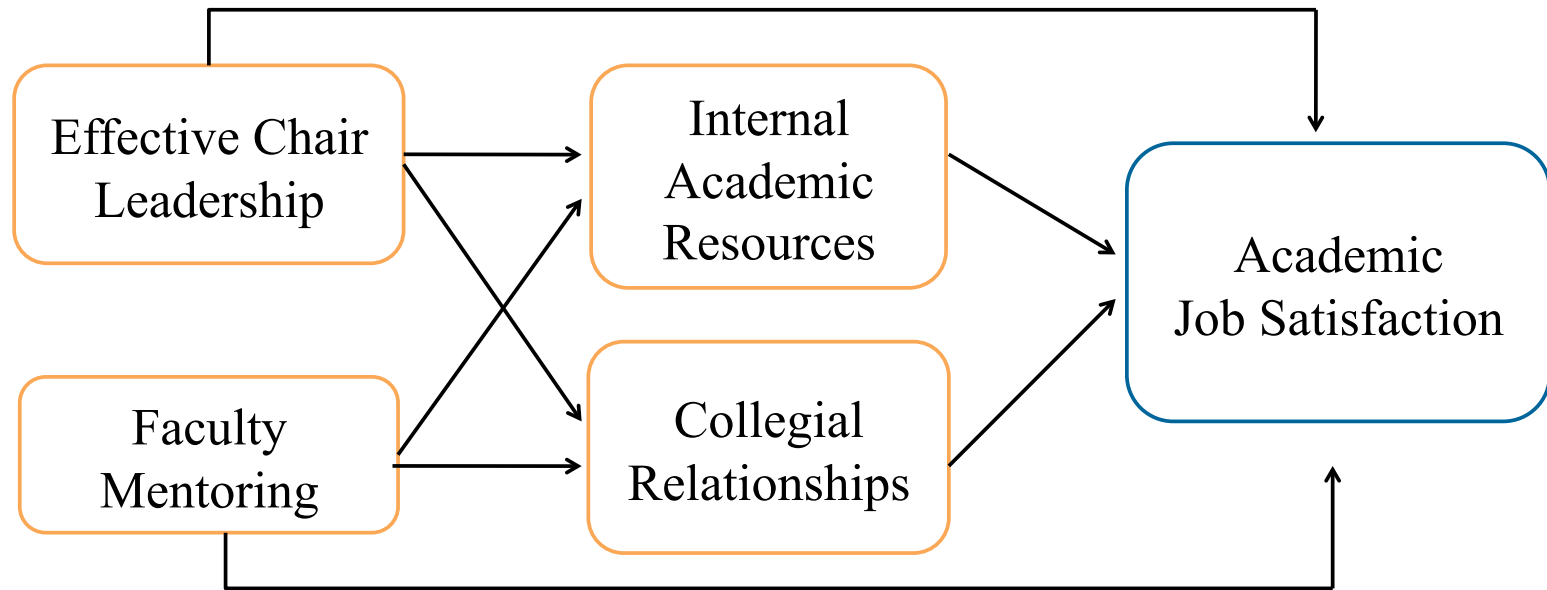 Effective Chair
Leadership
Internal
Academic
Resources
Academic
Job Satisfaction
Faculty
Mentoring
Collegial
Relationships